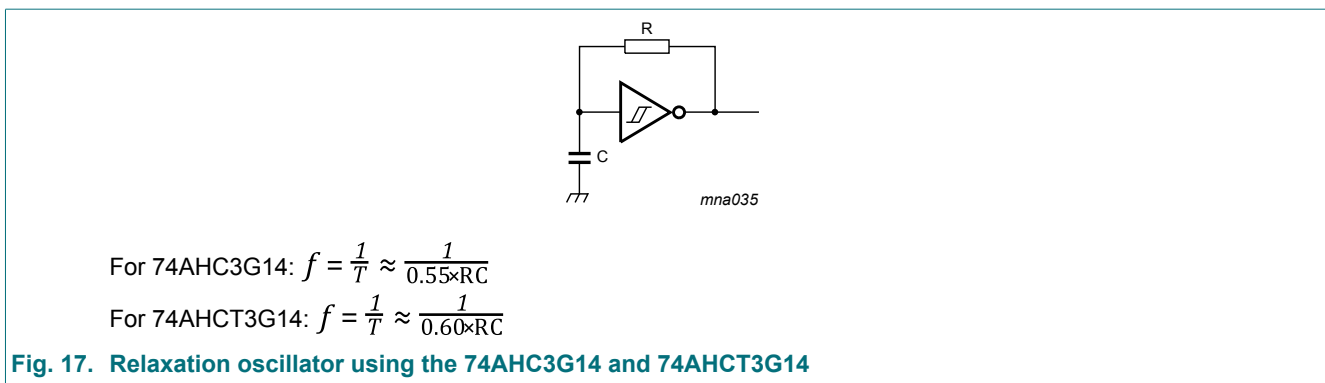 R
C
mna035
For 74AHC3G14: f = 1/T ≈ 1/0.55×RC
For 74AHCT3G14: f = 1/T ≈ 1/0.60×RC
Fig. 17. Relaxation oscillator using the 74AHC3G14 and 74AHCT3G14